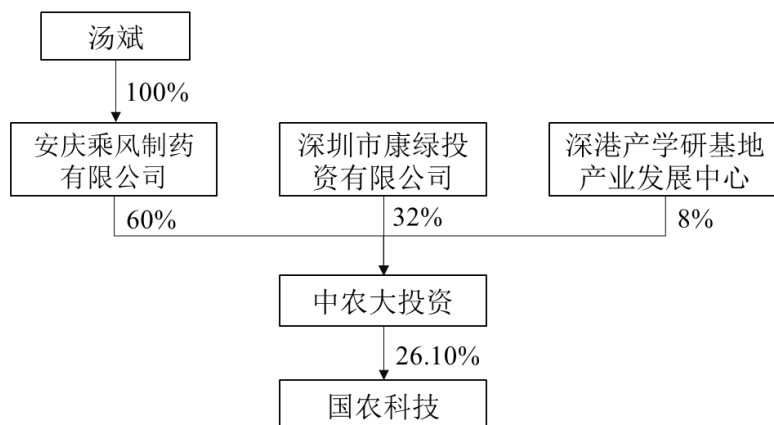 汤斌
100%
安庆乘风制药
有限公司
深圳市康绿投
资有限公司
深港产学研基地
产业发展中心
60%
32%
8%
中农大投资
26.10%
国农科技